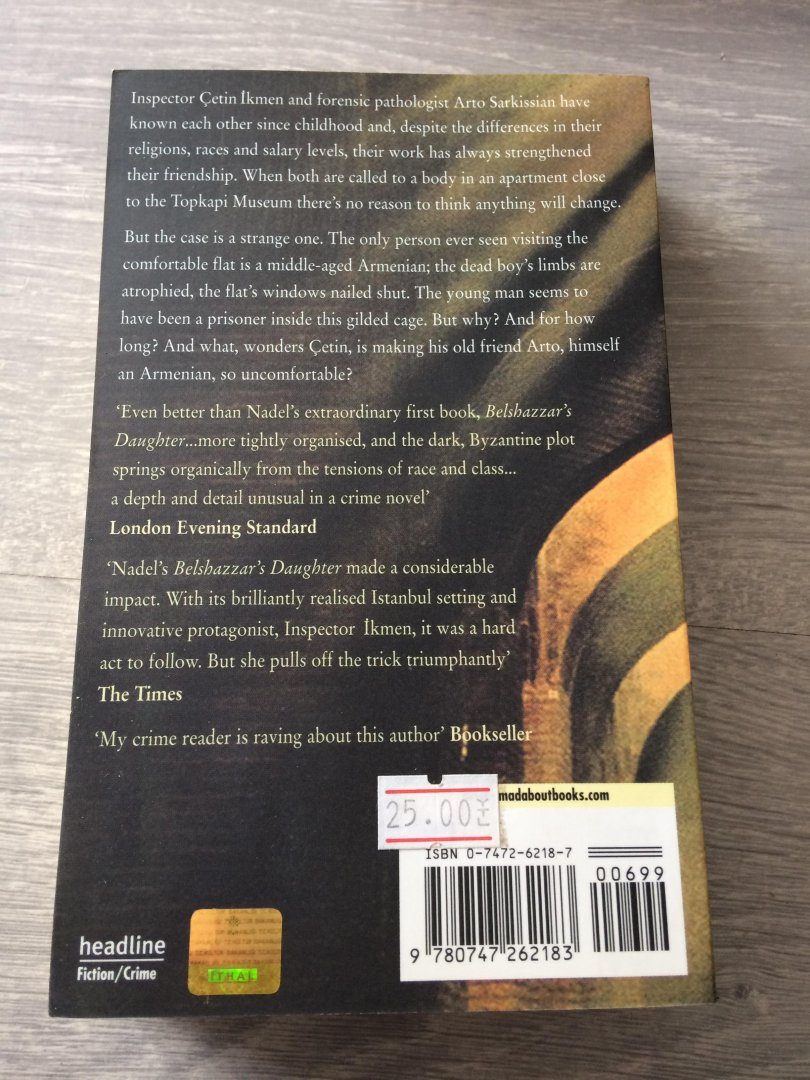 Inspector Çetin İkmen and forensic pathologist Arto Sarkissian have
known each other since childhood and, despite the differences in their
religions, races and salary levels, their work has always strengthened
their friendship. When both are called to a body in an apartment close
to the Topkapi Museum there's no reason to think anything will change.
But the case is a strange one. The only person ever seen visiting the
comfortable flat is a middle-aged Armenian; the dead boy's limbs are
atrophied, the flat's windows nailed shut. The young man seems to
have been a prisoner inside this gilded cage. But why? And for how
long? And what, wonders Çetin, is making his old friend Arto, himself
an Armenian, so uncomfortable?
‘Even better than Nadel's extraordinary first book, Belshazzar's
Daughter...more tightly organised, and the dark, Byzantine plot
springs organically from the tensions of race and class...
a depth and detail unusual in a crime novel’
London Evening Standard
‘Nadel's Belshazzar's Daughter made a considerable
impact. With its brilliantly realised Istanbul setting and
innovative protagonist, Inspector İkmen, it was a hard
act to follow. But she pulls off the trick triumphantly’
The Times
‘My crime reader is raving about this author’ Bookseller
25.00
madaboutbooks.com
ISBN 0-7472-6218-7
00699
9 780747 262183
headline
Fiction/Crime
İTHAL